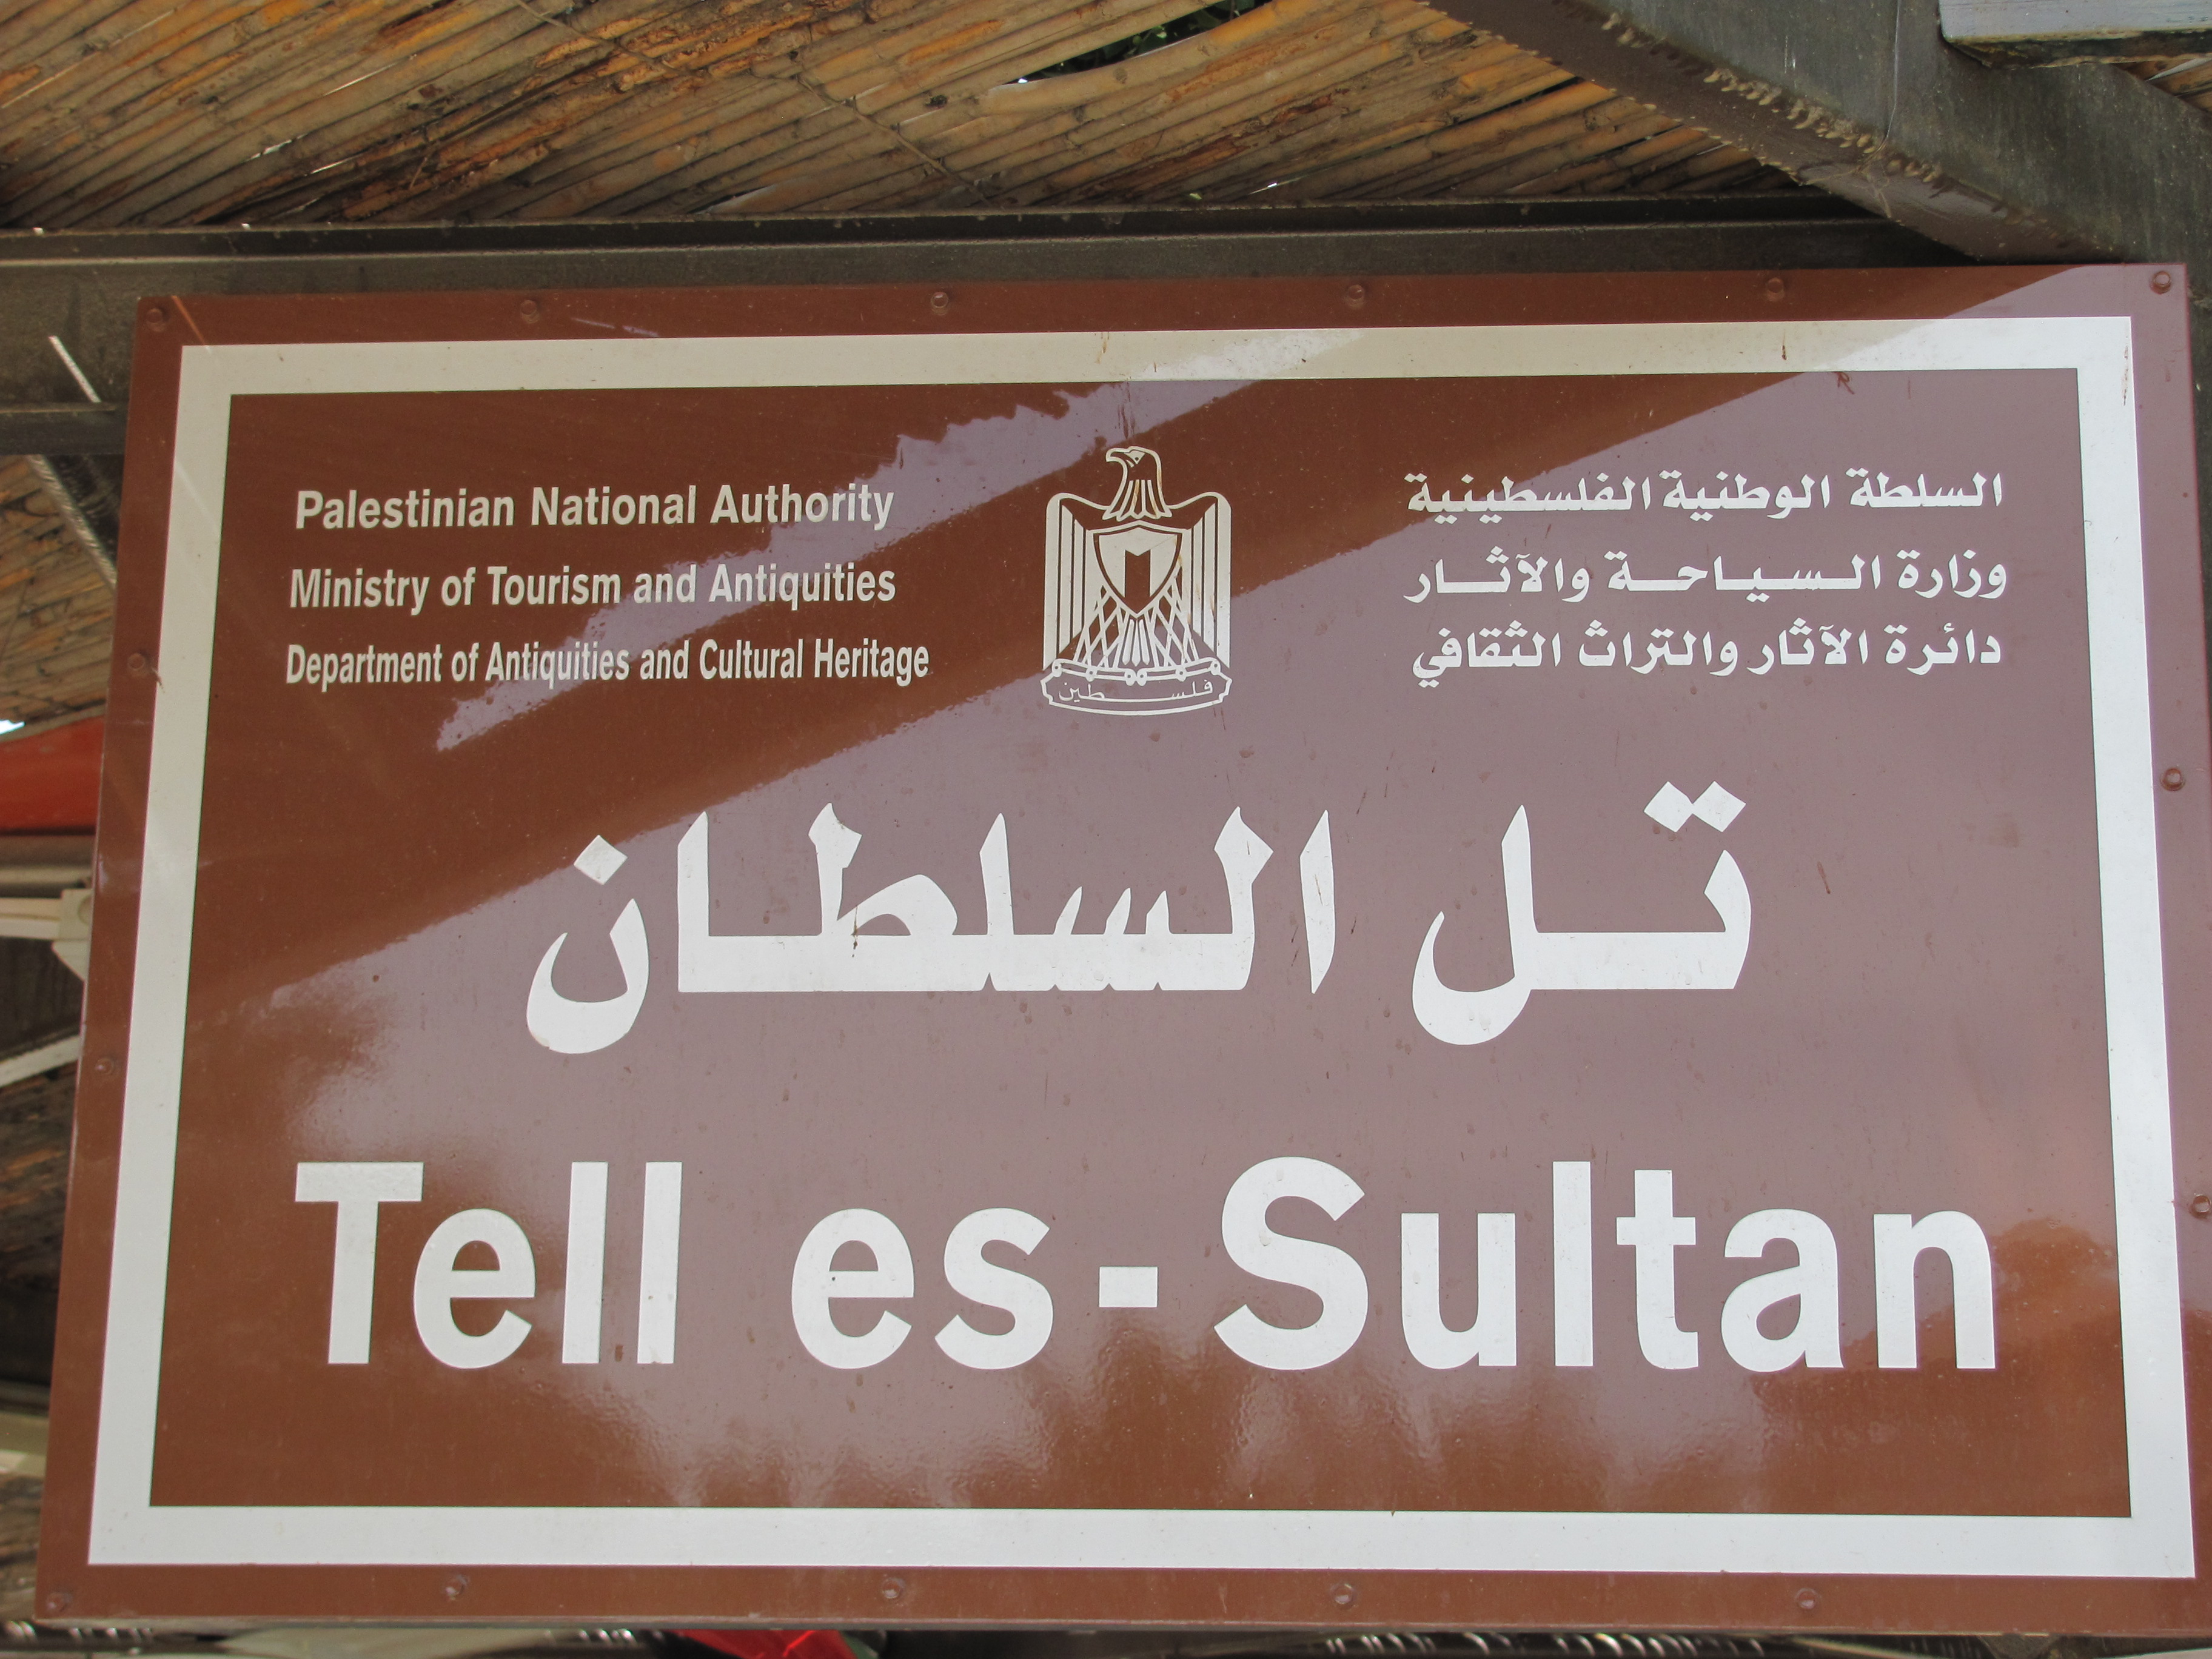 Palestinian National Authority
Ministry of Tourism and Antiquities
Department of Antiquities and Cultural Heritage
السلطة الوطنية الفلسطينية
وزارة السياحة والآثار
دائرة الآثار والتراث الثقافي
فلسطين
تل السلطان
Tell es-Sultan